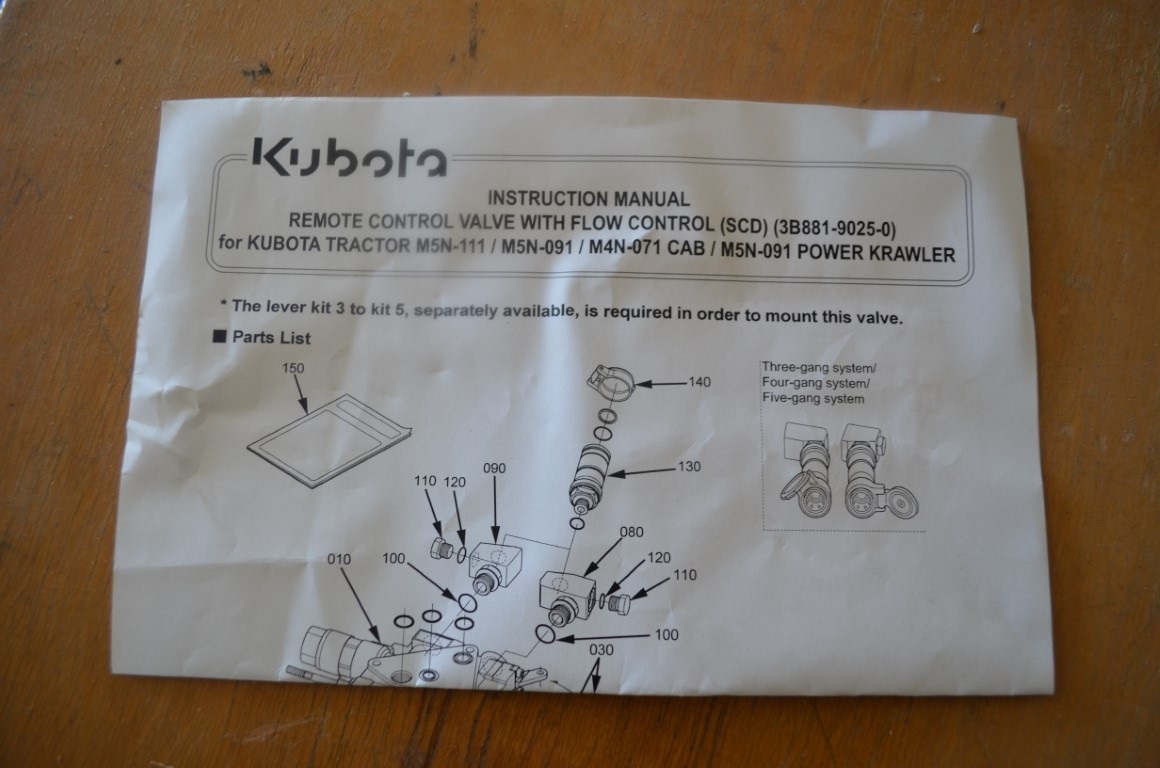 Kubota
INSTRUCTION MANUAL
REMOTE CONTROL VALVE WITH FLOW CONTROL (SCD) (3B881-9025-0)
for KUBOTA TRACTOR M5N-111 / M5N-091 / M4N-071 CAB / M5N-091 POWER KRAWLER
* The lever kit 3 to kit 5, separately available, is required in order to mount this valve.
■ Parts List
150
140
Three-gang system/
Four-gang system/
Five-gang system
130
090
110 120
080
120
110
010
100
100
030